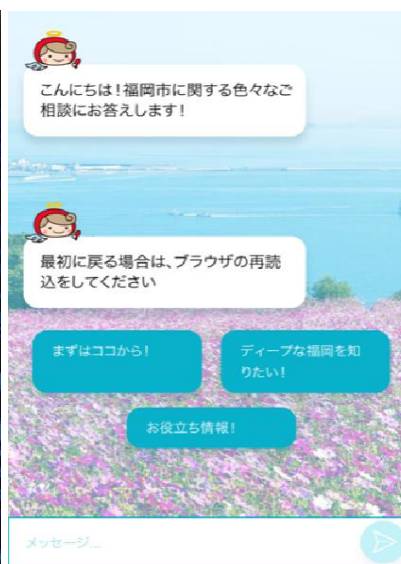 こんにちは！福岡市に関する色々なご
相談にお答えします！
最初に戻る場合は、ブラウザの再読
込をしてください
まずはココから！
ディープな福岡を知
りたい！
お役立ち情報！
メッセージ...